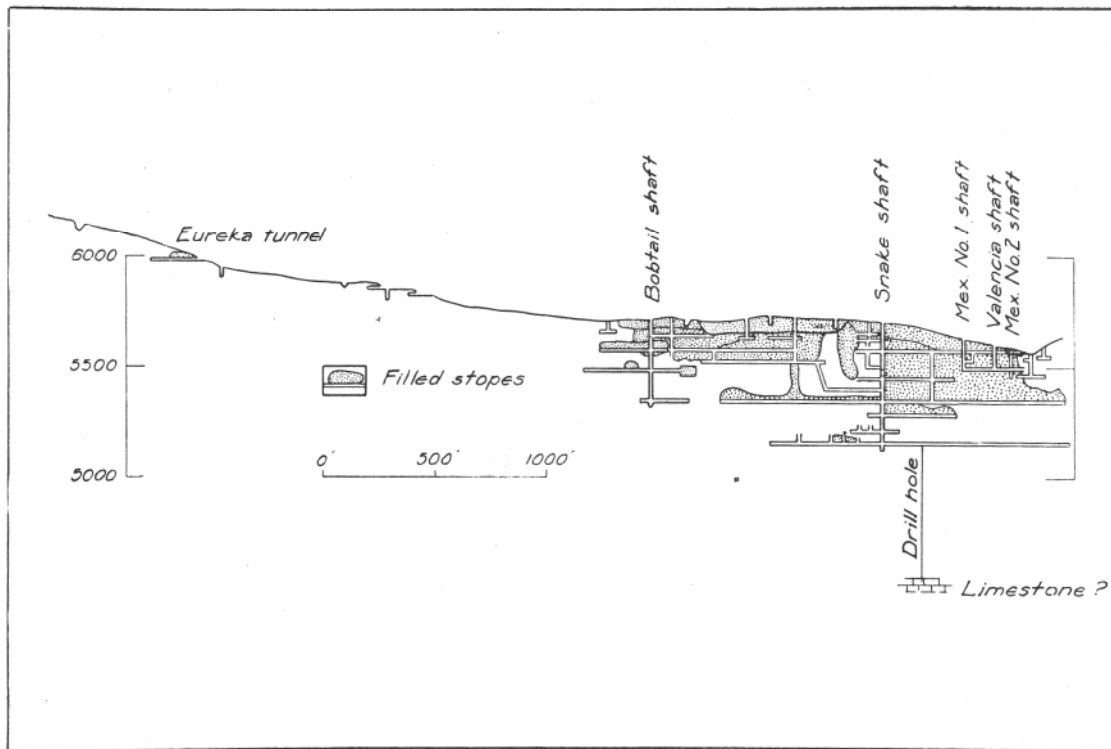 Eureka tunnel
6000
5500
5000
Filled stopes
0' 500' 1000'
Bobtail shaft
Snake shaft
Mex. No.1 shaft
Valencia shaft
Mex. No.2 shaft
Drill hole
Limestone ?